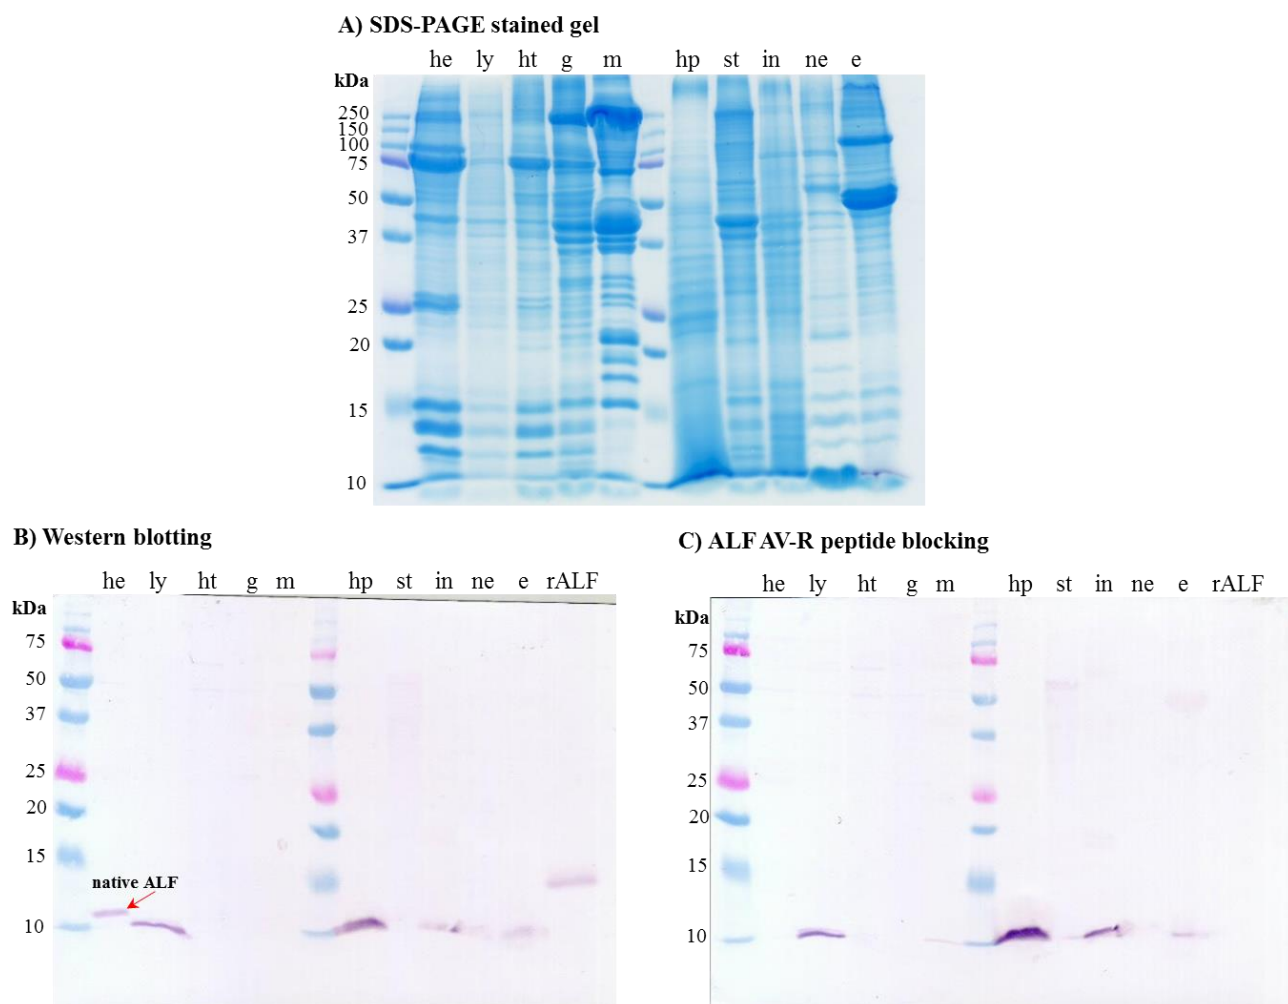 A) SDS-PAGE stained gel
he ly ht g m hp st in ne e
kDa
250
150
100
75
50
37
25
20
15
10
B) Western blotting
he ly ht g m hp st in ne e rALF
kDa
75
50
37
25
20
15
native ALF
10
C) ALF AV-R peptide blocking
he ly ht g m hp st in ne e rALF
kDa
75
50
37
25
20
15
10